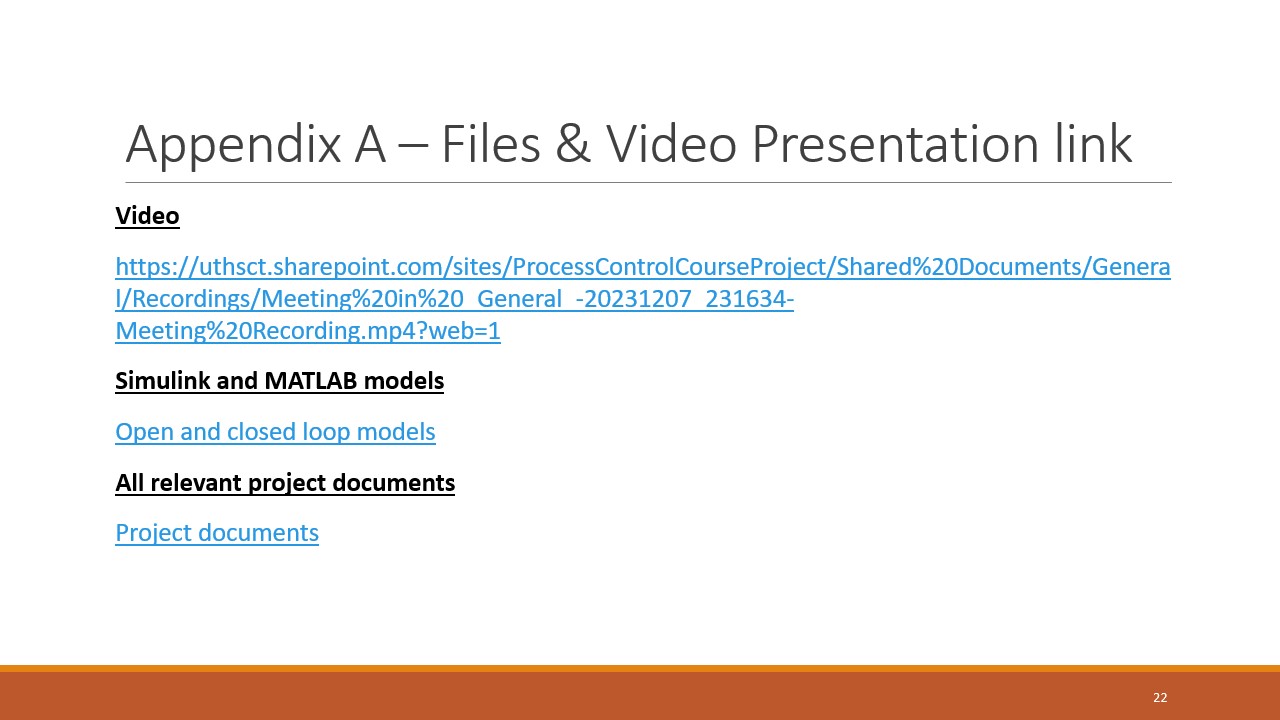 Appendix A – Files & Video Presentation link
Video
https://uthsct.sharepoint.com/sites/ProcessControlCourseProject/Shared%20Documents/Genera
l/Recordings/Meeting%20in%20_General_-20231207_231634-
Meeting%20Recording.mp4?web=1
Simulink and MATLAB models
Open and closed loop models
All relevant project documents
Project documents
22